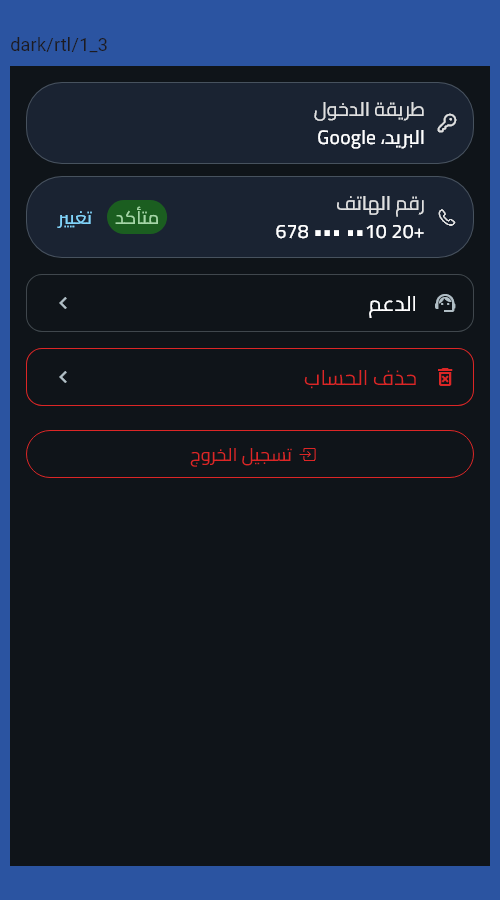 dark/rtl/1_3
طريقة الدخول
البريد، Google
رقم الهاتف
+20 10▪▪ ▪▪▪ 678
متأكد
تغيير
الدعم
حذف الحساب
تسجيل الخروج